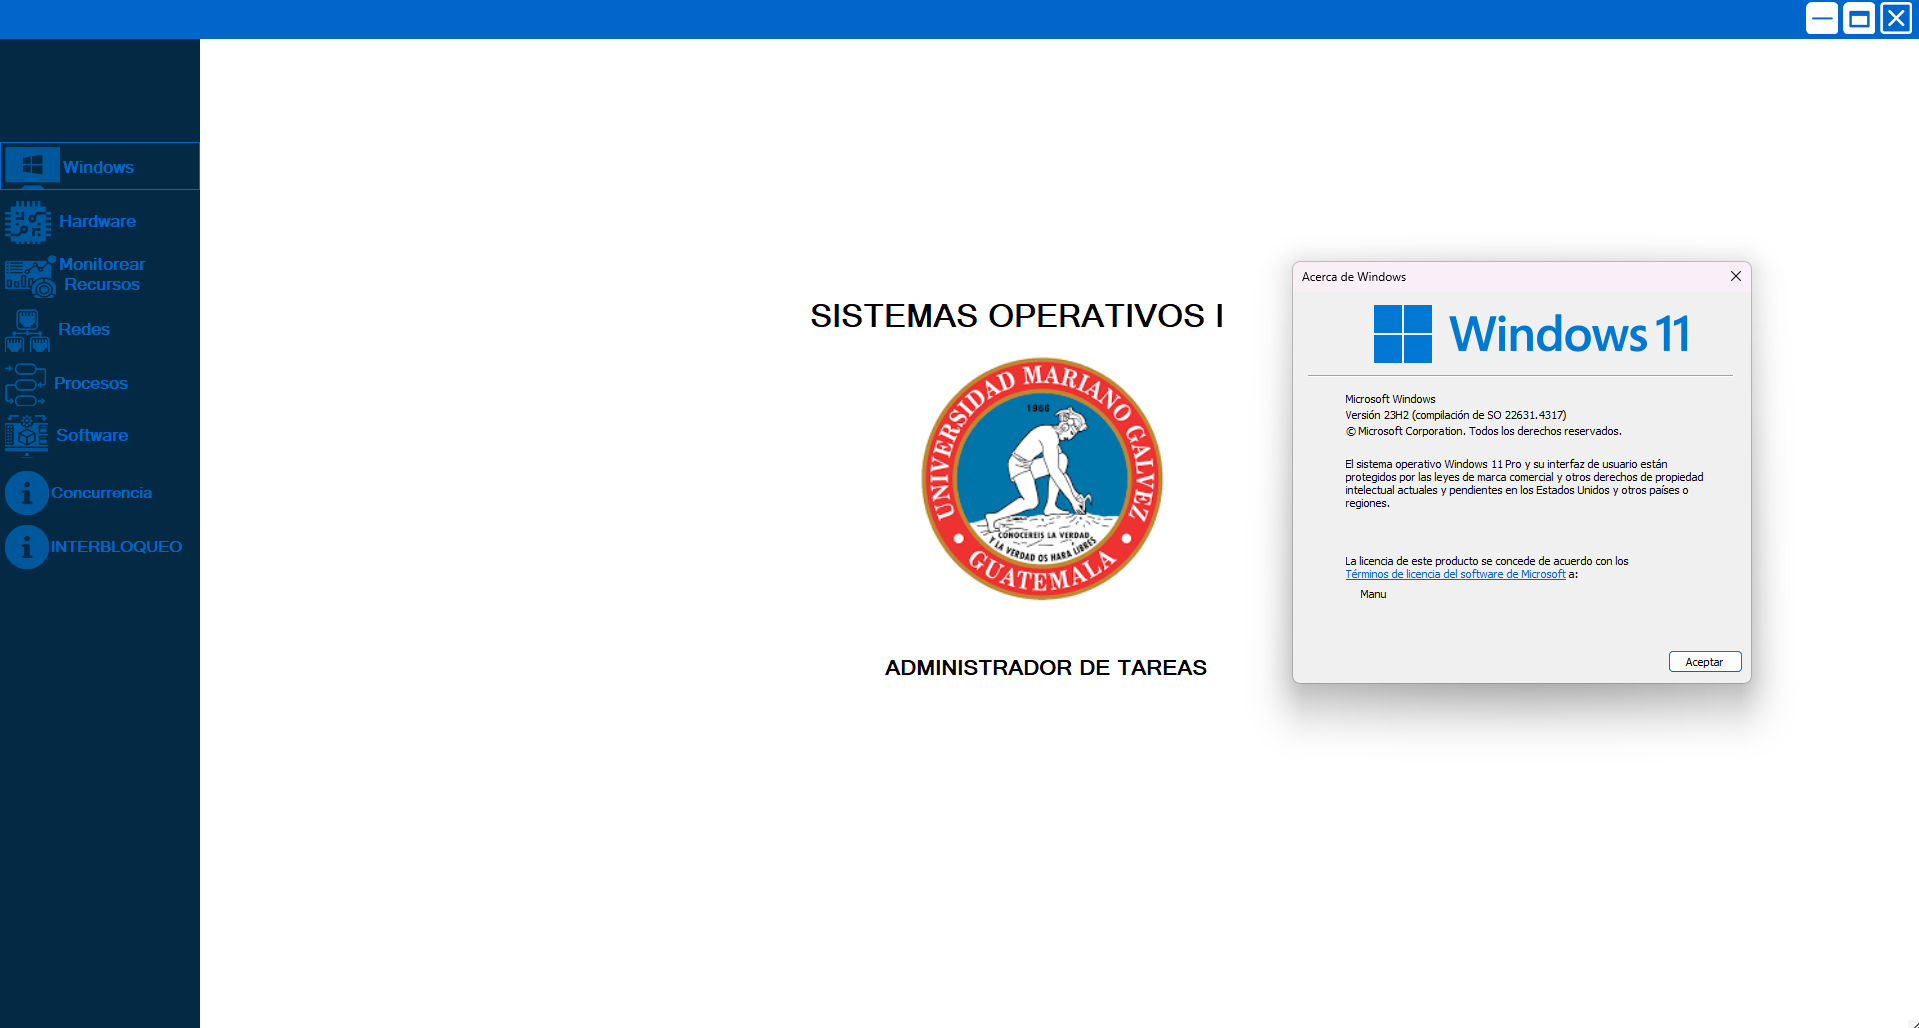 Windows
Hardware
Monitorear
Recursos
Redes
Procesos
Software
Concurrencia
INTERBLOQUEO
SISTEMAS OPERATIVOS I
UNIVERSIDAD MARIANO GALVEZ
1966
CONOCEREIS LA VERDAD
Y LA VERDAD OS HARA LIBRES
GUATEMALA
ADMINISTRADOR DE TAREAS
Acerca de Windows
Windows 11
Microsoft Windows
Versión 23H2 (compilación de SO 22631.4317)
© Microsoft Corporation. Todos los derechos reservados.
El sistema operativo Windows 11 Pro y su interfaz de usuario están
protegidos por las leyes de marca comercial y otros derechos de propiedad
intelectual actuales y pendientes en los Estados Unidos y otros países o
regiones.
La licencia de este producto se concede de acuerdo con los
Términos de licencia del software de Microsoft a:
Manu
Aceptar